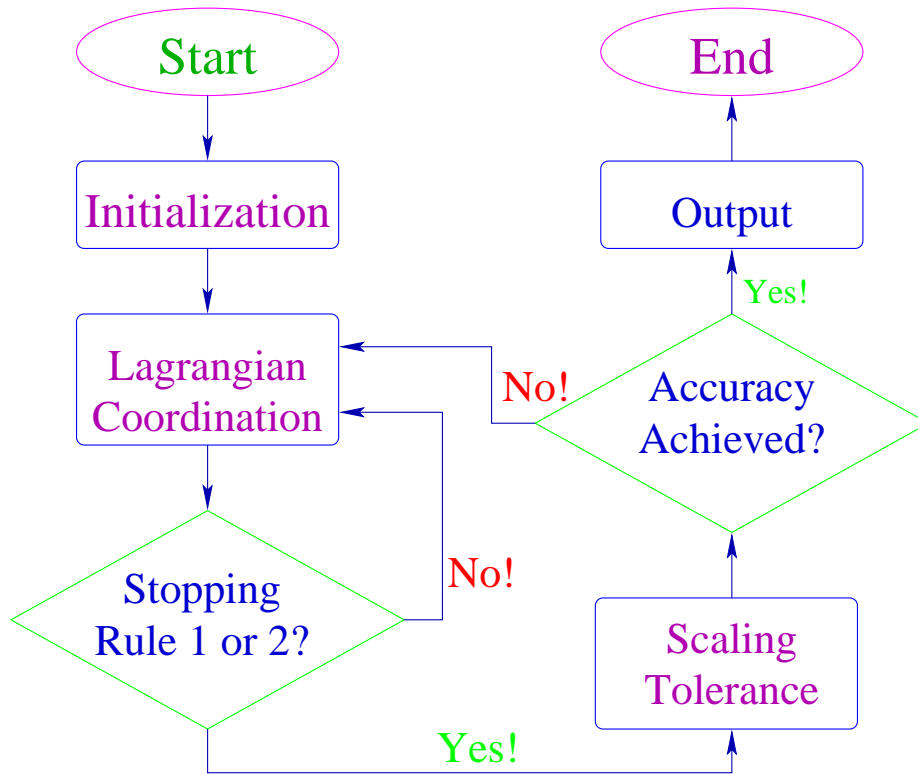 Start
Initialization
Lagrangian
Coordination
Stopping
Rule 1 or 2?
No!
Yes!
Scaling
Tolerance
Accuracy
Achieved?
No!
Yes!
Output
End